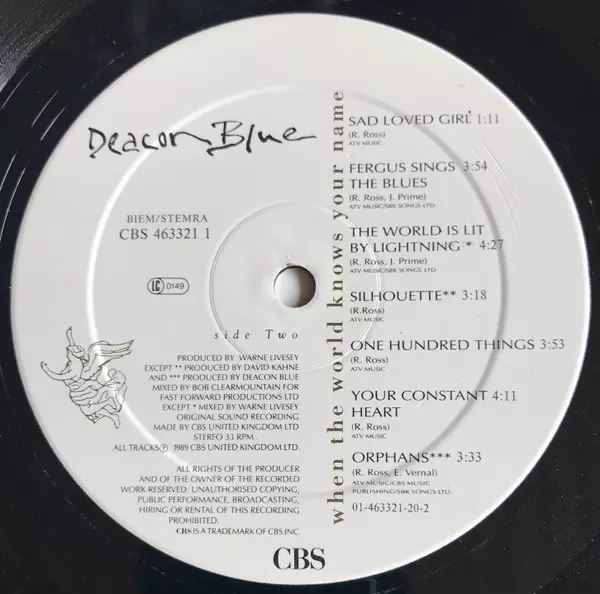 Deacon Blue
BIEM/STEMRA
CBS 463321 1
LC 0149
side Two
PRODUCED BY WARNE LIVESEY
EXCEPT ** PRODUCED BY DAVID KAHNE
AND *** PRODUCED BY DEACON BLUE
MIXED BY BOB CLEARMOUNTAIN FOR
FAST FORWARD PRODUCTIONS LTD
EXCEPT * MIXED BY WARNE LIVESEY
ORIGINAL SOUND RECORDING
MADE BY CBS UNITED KINGDOM LTD.
STEREO 33 RPM
ALL TRACKS ℗ 1989 CBS UNITED KINGDOM LTD.
ALL RIGHTS OF THE PRODUCER
AND OF THE OWNER OF THE RECORDED
WORK RESERVED. UNAUTHORISED COPYING,
PUBLIC PERFORMANCE, BROADCASTING,
HIRING OR RENTAL OF THIS RECORDING
PROHIBITED.
CBS IS A TRADEMARK OF CBS INC.
when the world knows your name
SAD LOVED GIRL* 1:11
(R. Ross)
ATV MUSIC
FERGUS SINGS 3:54
THE BLUES
(R. Ross, J. Prime)
ATV MUSIC/SBK SONGS LTD.
THE WORLD IS LIT
BY LIGHTNING * 4:27
(R. Ross, J. Prime)
ATV MUSIC/SBK SONGS LTD.
SILHOUETTE** 3:18
(R.Ross)
ATV MUSIC
ONE HUNDRED THINGS 3:53
(R. Ross)
ATV MUSIC
YOUR CONSTANT 4:11
HEART
(R. Ross)
ATV MUSIC
ORPHANS*** 3:33
(R. Ross, E. Vernal)
ATV MUSIC/CBS MUSIC
PUBLISHING/SBK SONGS LTD.
01-463321-20-2
CBS